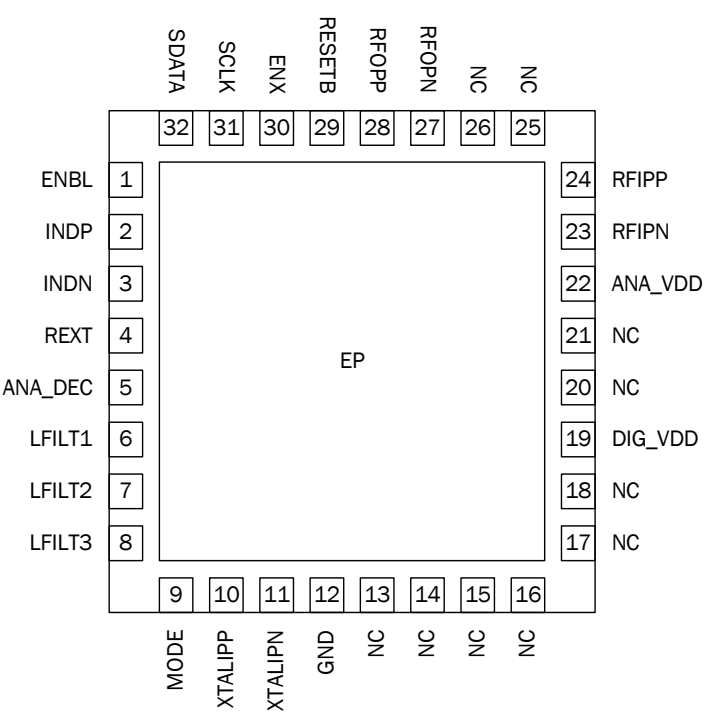 SDATA
SCLK
ENX
RESETB
RFOPP
RFOPN
NC
NC
32 31 30 29 28 27 26 25
ENBL 1
INDP 2
INDN 3
REXT 4
ANA_DEC 5
LFILT1 6
LFILT2 7
LFILT3 8
EP
24 RFIPP
23 RFIPN
22 ANA_VDD
21 NC
20 NC
19 DIG_VDD
18 NC
17 NC
9 10 11 12 13 14 15 16
MODE
XTALIPP
XTALIPN
GND
NC
NC
NC
NC